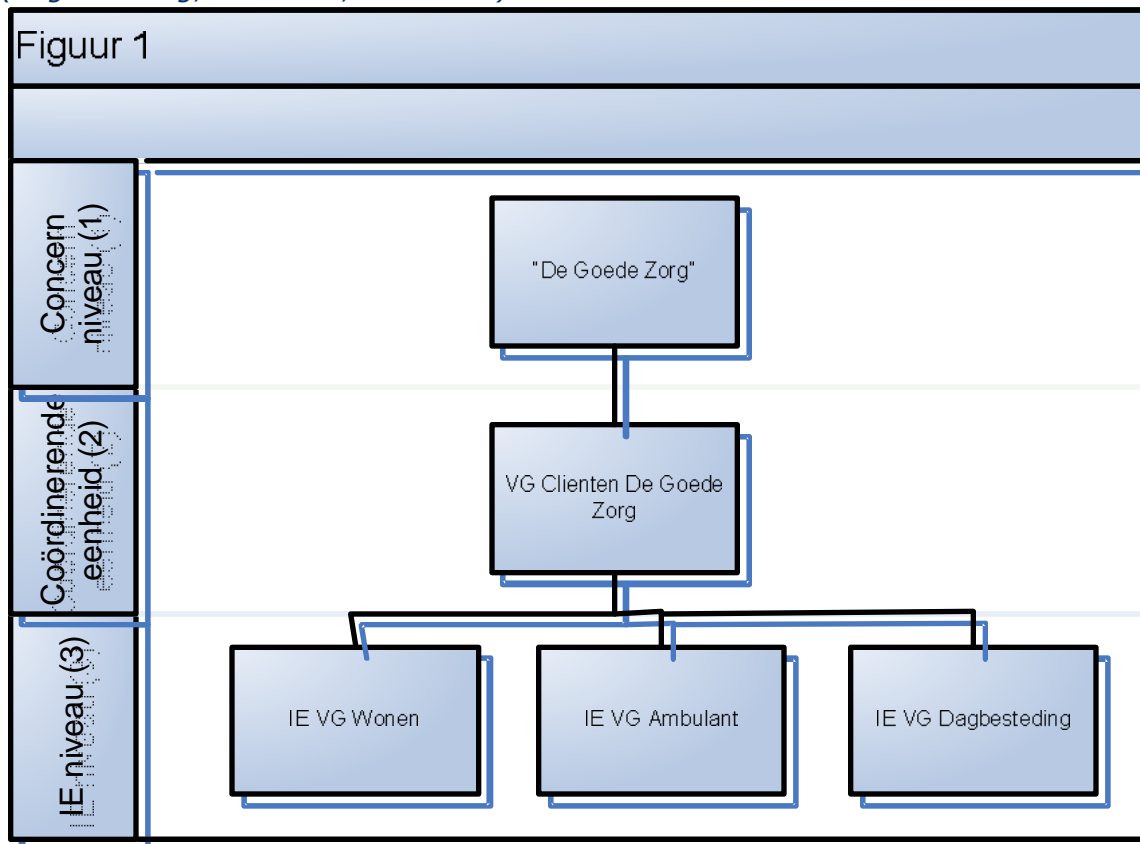 Figuur 1
Concern
niveau (1)
"De Goede Zorg"
Coördinerende
eenheid (2)
VG Clienten De Goede
Zorg
IE niveau (3)
IE VG Wonen
IE VG Ambulant
IE VG Dagbesteding